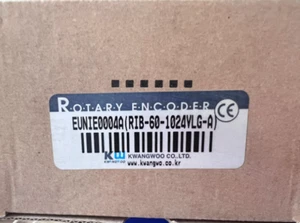 ROTARY ENCODER CE
EUNIE0004A(RIB-60-1024VLG-A)
KW KWANGWOO CO., LTD.
www.kwangwoo.co.kr